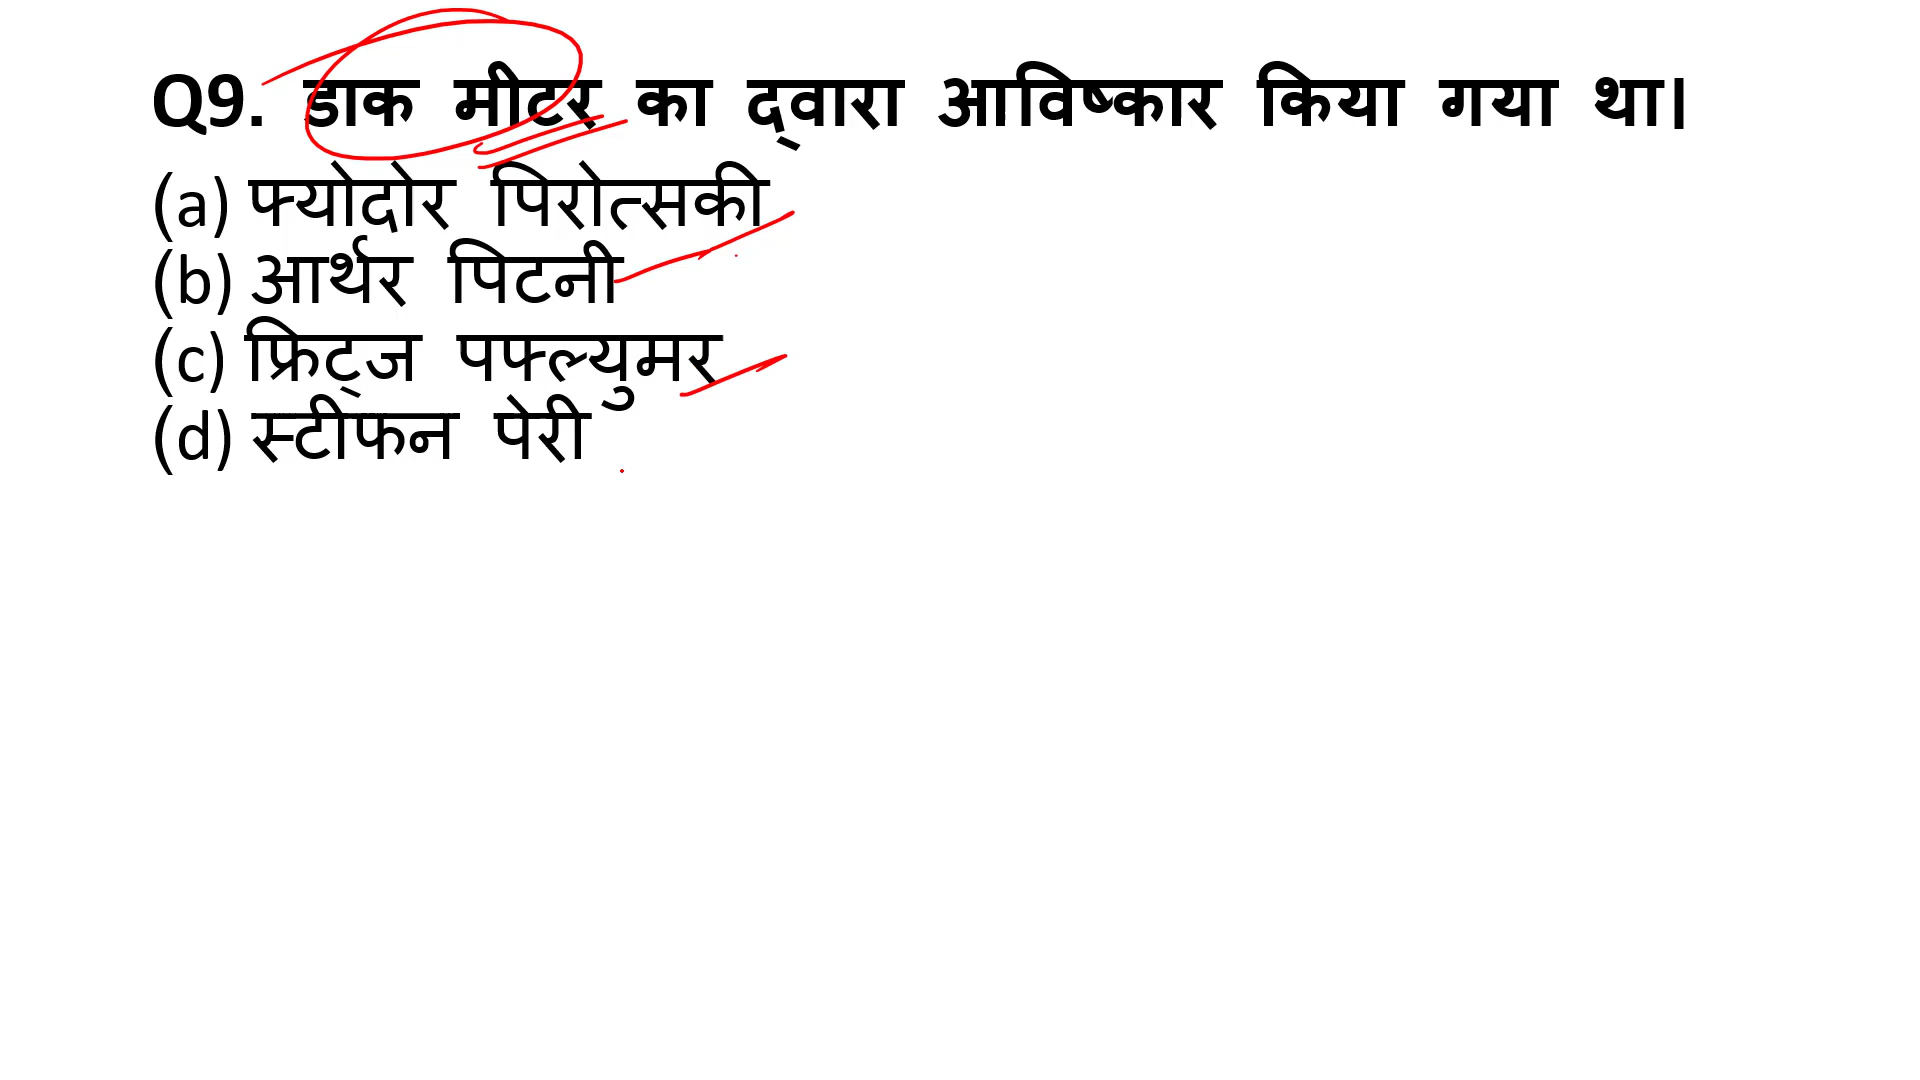 Q9. डाक मीटर का द्वारा आविष्कार किया गया था।
(a) फ्योदोर पिरोत्सकी
(b) आर्थर पिटनी
(c) फ्रिट्ज पफ्ल्युमर
(d) स्टीफन पेरी